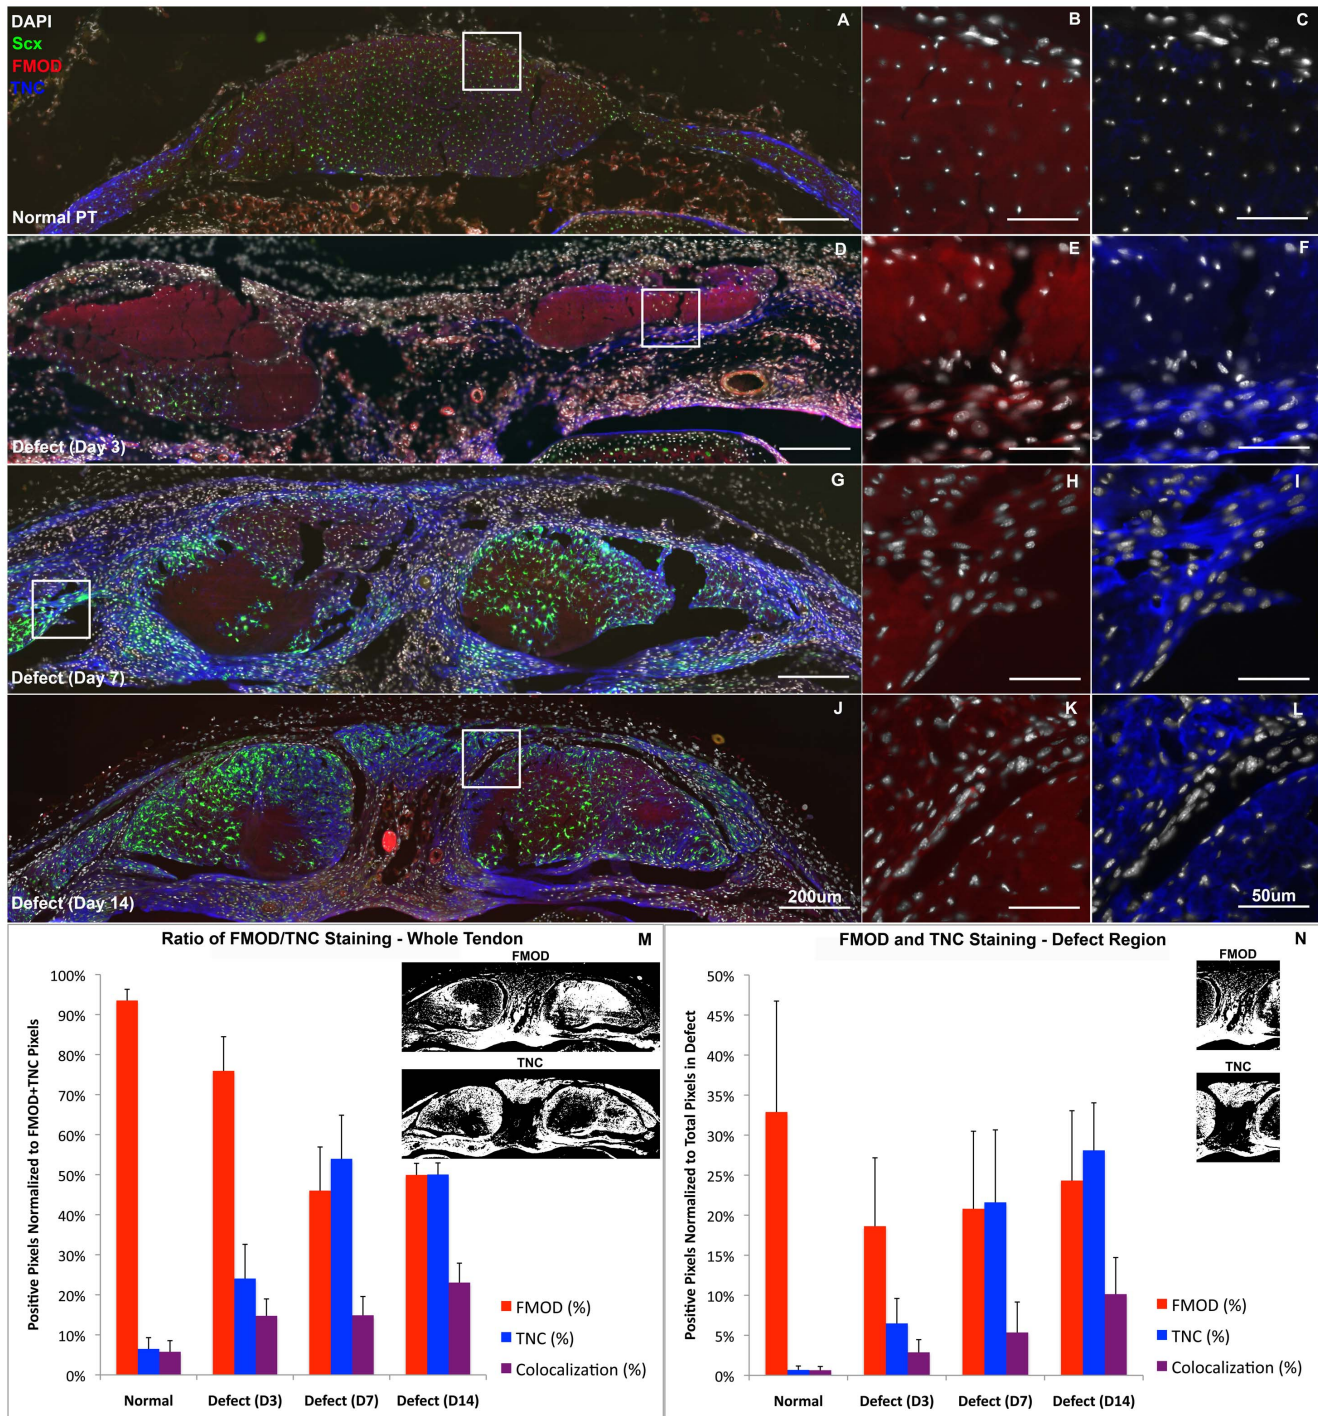 DAPI
Scx
FMOD
TNC
A
B
C
Normal PT
D
E
F
Defect (Day 3)
G
H
I
Defect (Day 7)
J
K
L
Defect (Day 14)
200um
50um
Ratio of FMOD/TNC Staining - Whole Tendon
M
FMOD
TNC
Positive Pixels Normalized to FMOD+TNC Pixels
100%
90%
80%
70%
60%
50%
40%
30%
20%
10%
0%
Normal
Defect (D3)
Defect (D7)
Defect (D14)
FMOD (%)
TNC (%)
Colocalization (%)
FMOD and TNC Staining - Defect Region
N
FMOD
TNC
Positive Pixels Normalized to Total Pixels in Defect
50%
45%
40%
35%
30%
25%
20%
15%
10%
5%
0%
Normal
Defect (D3)
Defect (D7)
Defect (D14)
FMOD (%)
TNC (%)
Colocalization (%)